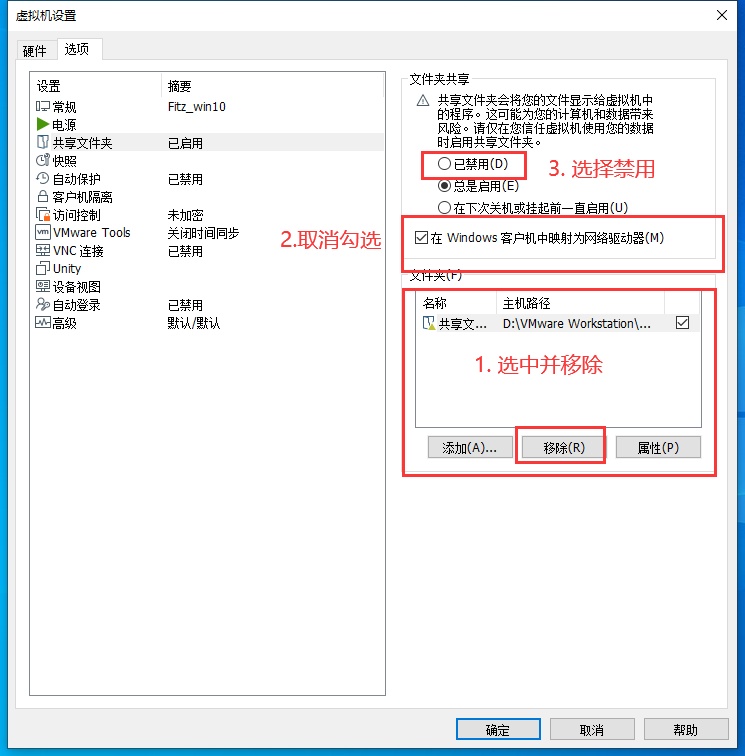 虚拟机设置
硬件 选项
设置 摘要
常规 Fitz_win10
电源
共享文件夹 已启用
快照
自动保护 已禁用
客户机隔离
访问控制 未加密
VMware Tools 关闭时间同步
VNC 连接 已禁用
Unity
设备视图
自动登录 已禁用
高级 默认/默认
文件夹共享
共享文件夹会将您的文件显示给虚拟机中
的程序。这可能为您的计算机和数据带来
风险。请仅在您信任虚拟机使用您的数据
时启用共享文件夹。
已禁用(D)
3. 选择禁用
总是启用(E)
在下次关机或挂起前一直启用(U)
2.取消勾选
在 Windows 客户机中映射为网络驱动器(M)
文件夹(F)
名称 主机路径
共享文... D:\VMware Workstation\...
1. 选中并移除
添加(A)... 移除(R) 属性(P)
确定 取消 帮助